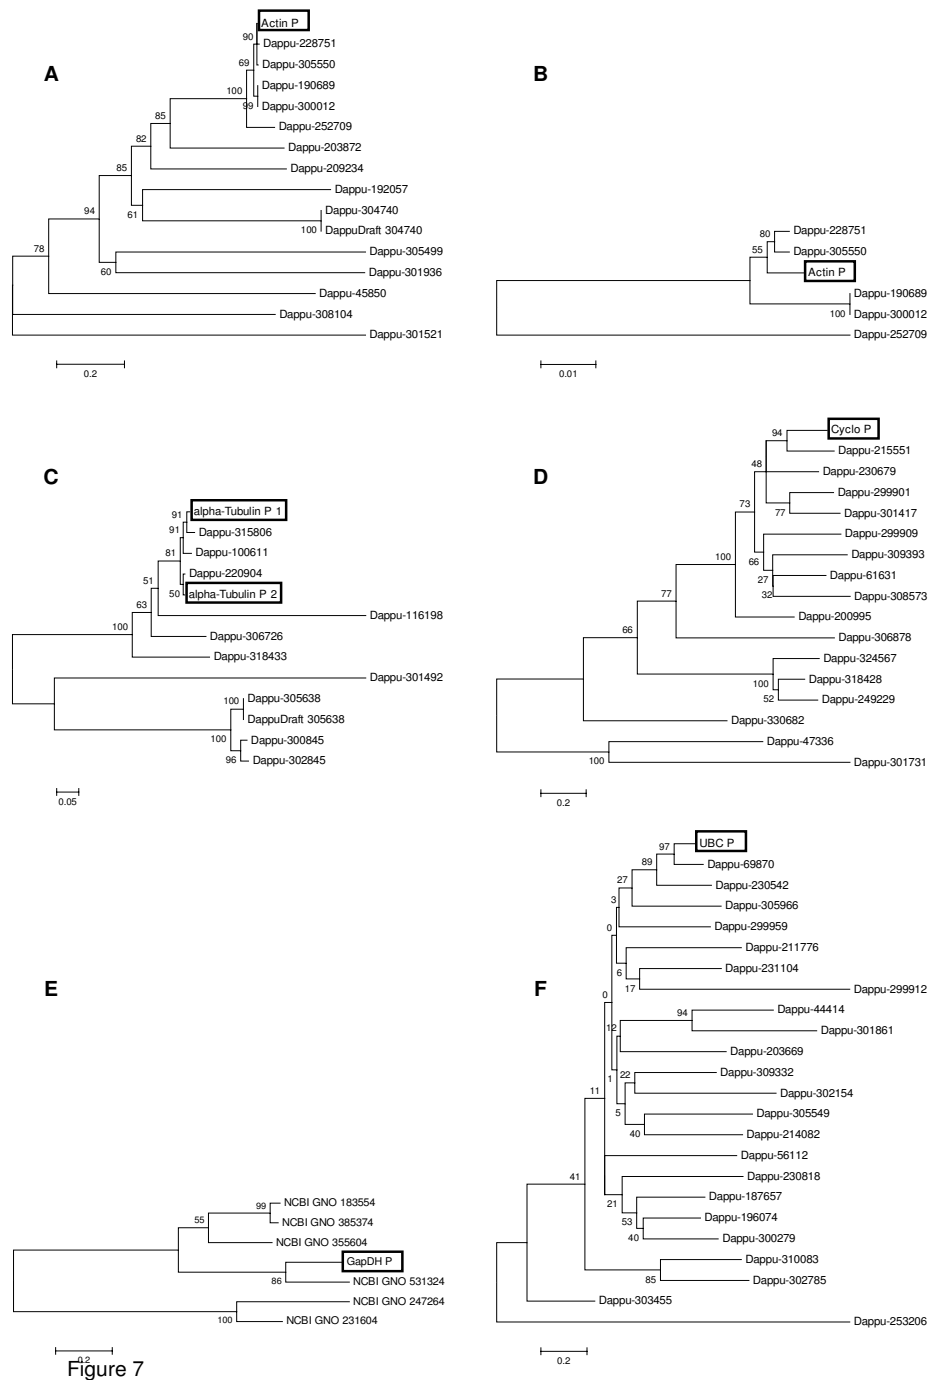 A
Actin P
90
Dappu-228751
Dappu-305550
69
Dappu-190689
100
99
Dappu-300012
Dappu-252709
85
Dappu-203872
82
Dappu-209234
85
Dappu-192057
Dappu-304740
61
100
DappuDraft 304740
94
Dappu-305499
78
60
Dappu-301936
Dappu-45850
Dappu-308104
Dappu-301521
0.2
B
80
Dappu-228751
55
Dappu-305550
Actin P
Dappu-190689
100
Dappu-300012
Dappu-252709
0.01
C
91
alpha-Tubulin P 1
91
Dappu-315806
81
Dappu-100611
Dappu-220904
51
50
alpha-Tubulin P 2
63
Dappu-116198
100
Dappu-306726
Dappu-318433
Dappu-301492
100
Dappu-305638
DappuDraft 305638
100
Dappu-300845
96
Dappu-302845
0.05
D
94
Cyclo P
Dappu-215551
48
Dappu-230679
73
Dappu-299901
77
Dappu-301417
Dappu-299909
100
66
Dappu-309393
27
Dappu-61631
32
Dappu-308573
77
Dappu-200995
66
Dappu-306878
Dappu-324567
100
Dappu-318428
52
Dappu-249229
Dappu-330682
Dappu-47336
100
Dappu-301731
0.2
E
99
NCBI GNO 183554
55
NCBI GNO 385374
NCBI GNO 355604
GapDH P
86
NCBI GNO 531324
NCBI GNO 247264
100
NCBI GNO 231604
0.2
F
97
UBC P
89
Dappu-69870
27
Dappu-230542
3
Dappu-305966
0
Dappu-299959
Dappu-211776
6
Dappu-231104
17
Dappu-299912
0
94
Dappu-44414
12
Dappu-301861
Dappu-203669
1
22
Dappu-309332
Dappu-302154
11
5
Dappu-305549
40
Dappu-214082
Dappu-56112
41
Dappu-230818
21
Dappu-187657
53
Dappu-196074
40
Dappu-300279
Dappu-310083
85
Dappu-302785
Dappu-303455
Dappu-253206
0.2
Figure 7